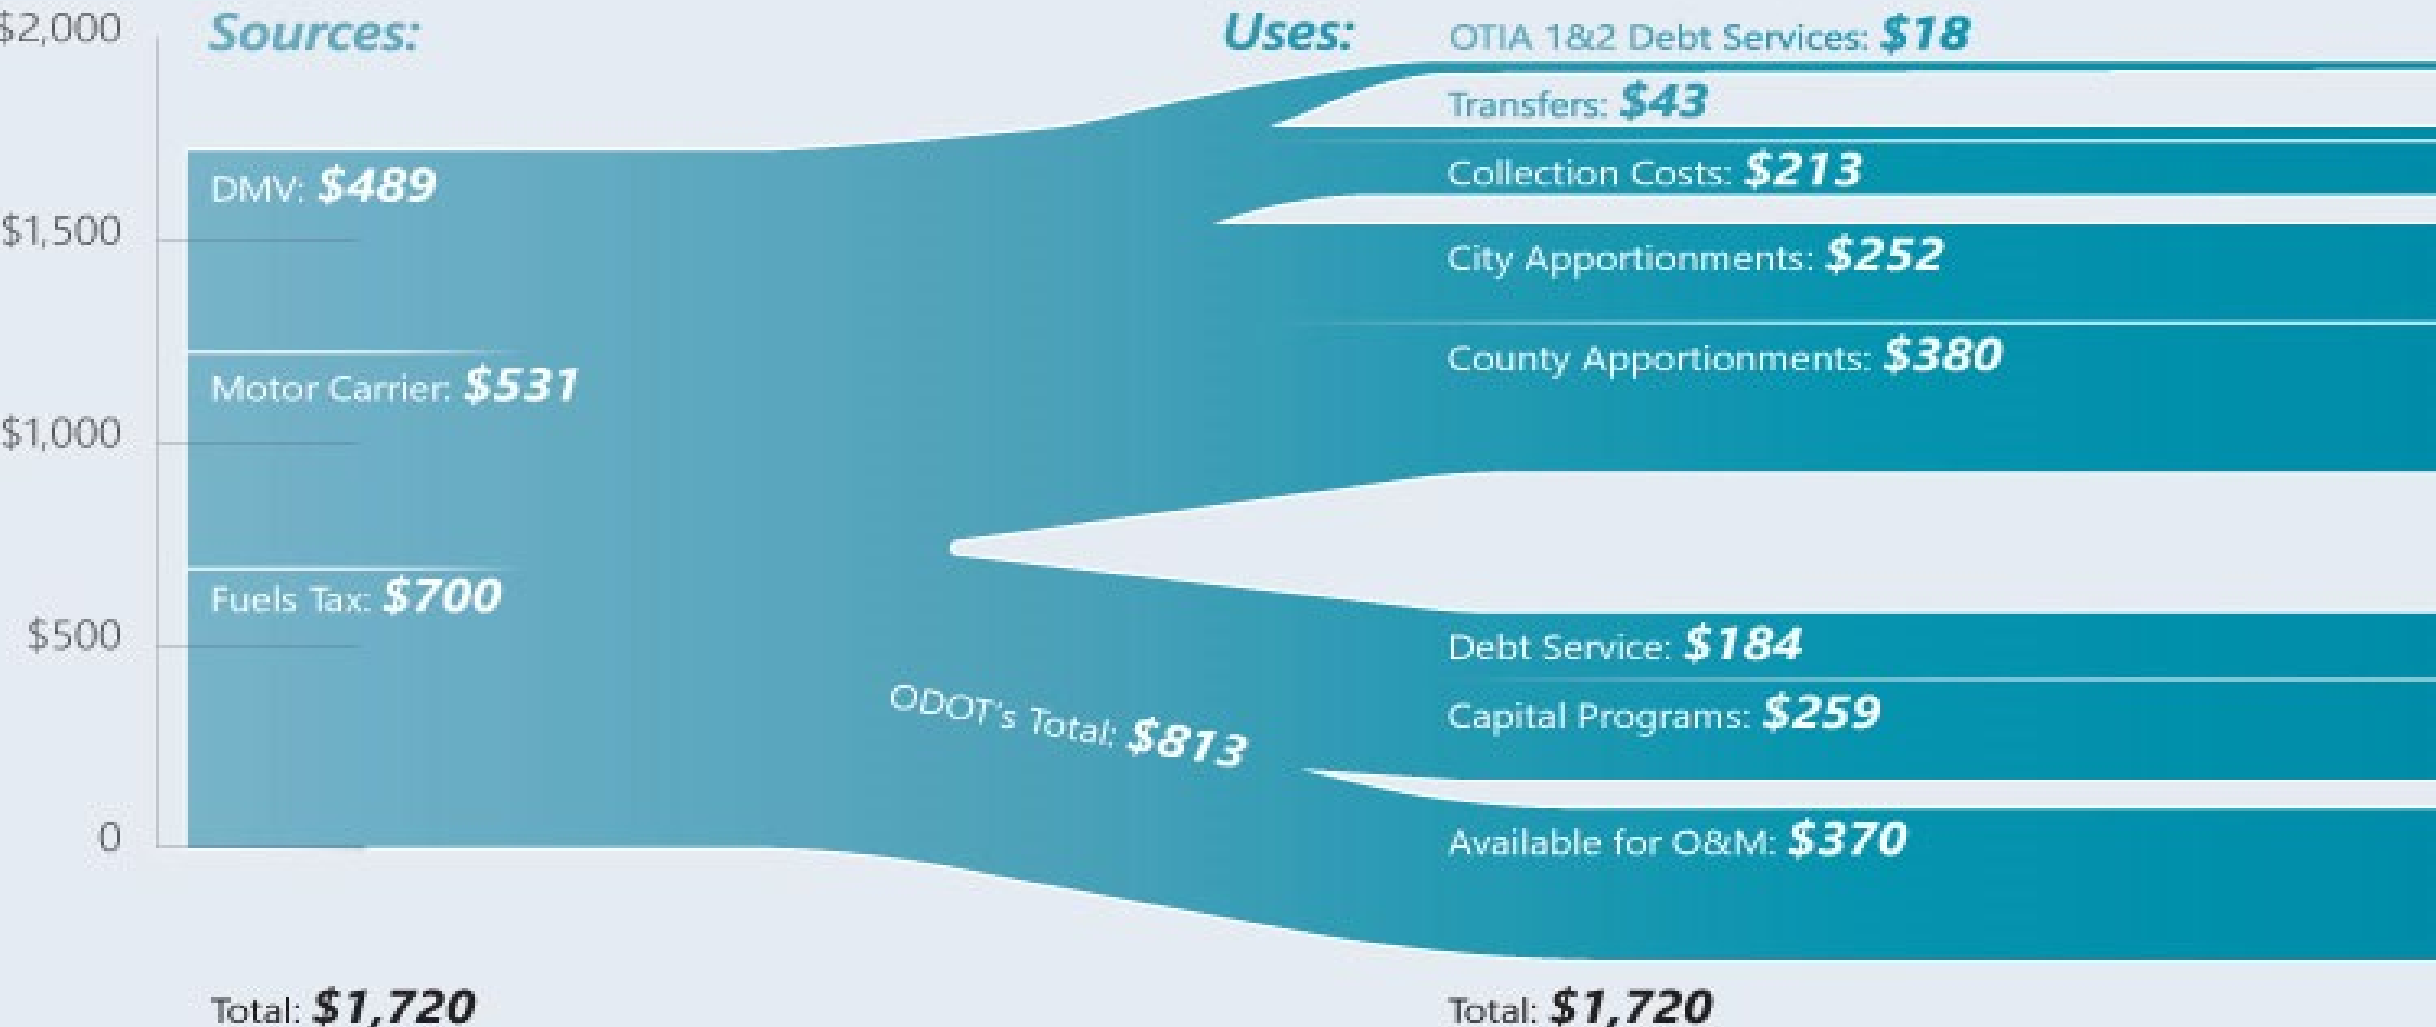 $2,000
$1,500
$1,000
$500
0
Sources:
DMV: $489
Motor Carrier: $531
Fuels Tax: $700
Total: $1,720
ODOT's Total: $813
Uses:
OTIA 1&2 Debt Services: $18
Transfers: $43
Collection Costs: $213
City Apportionments: $252
County Apportionments: $380
Debt Service: $184
Capital Programs: $259
Available for O&M: $370
Total: $1,720